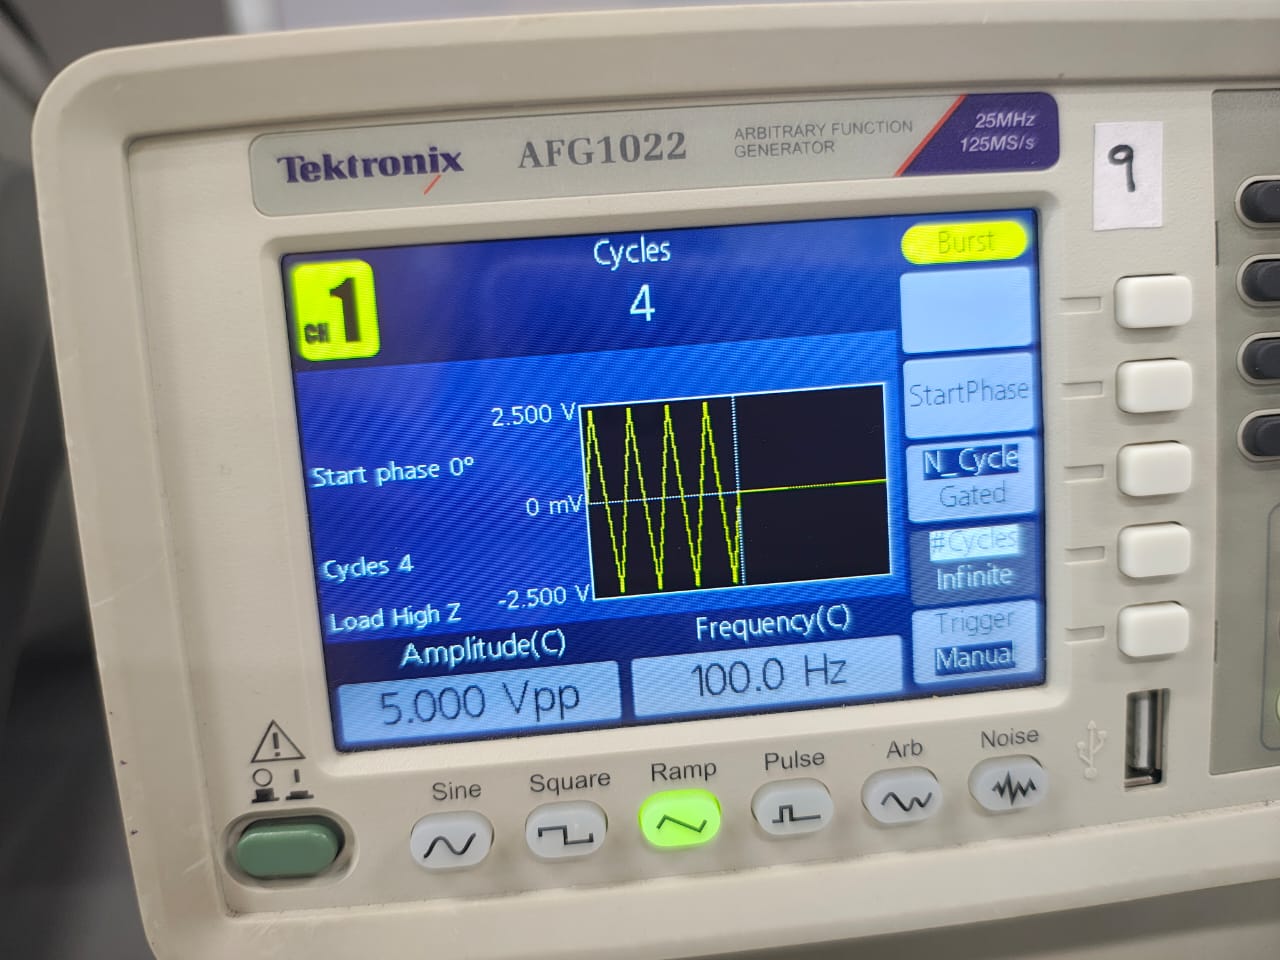 Tektronix AFG1022 ARBITRARY FUNCTION GENERATOR
25MHz
125MS/s
9
CH 1
Cycles
4
Burst
StartPhase
N_Cycle
Gated
#Cycles
Infinite
Trigger
Manual
2.500 V
Start phase 0°
0 mV
Cycles 4
-2.500 V
Load High Z
Amplitude(C)
Frequency(C)
5.000 Vpp
100.0 Hz
Sine
Square
Ramp
Pulse
Arb
Noise